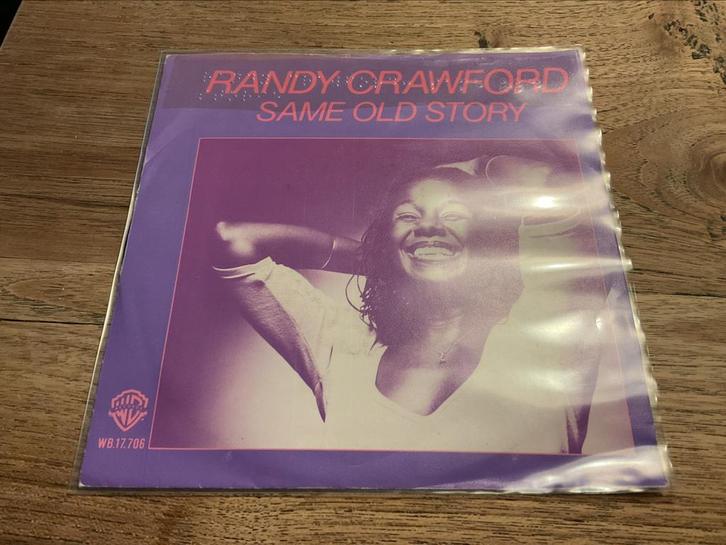 RANDY CRAWFORD
SAME OLD STORY
WB
WB.17.706